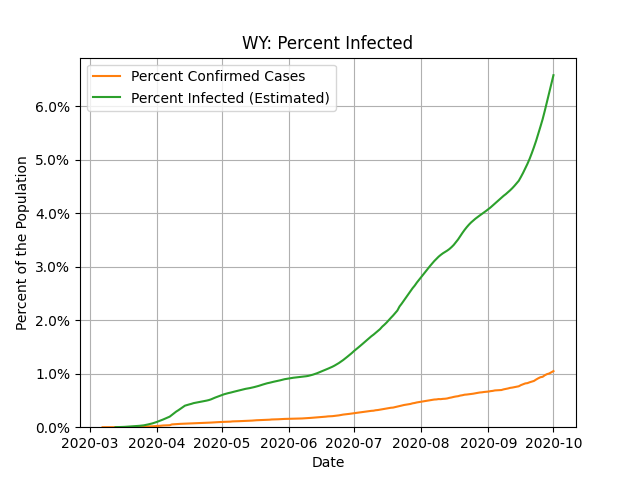 WY: Percent Infected
Percent Confirmed Cases
Percent Infected (Estimated)
6.0%
5.0%
4.0%
3.0%
2.0%
1.0%
0.0%
Percent of the Population
2020-03 2020-04 2020-05 2020-06 2020-07 2020-08 2020-09 2020-10
Date